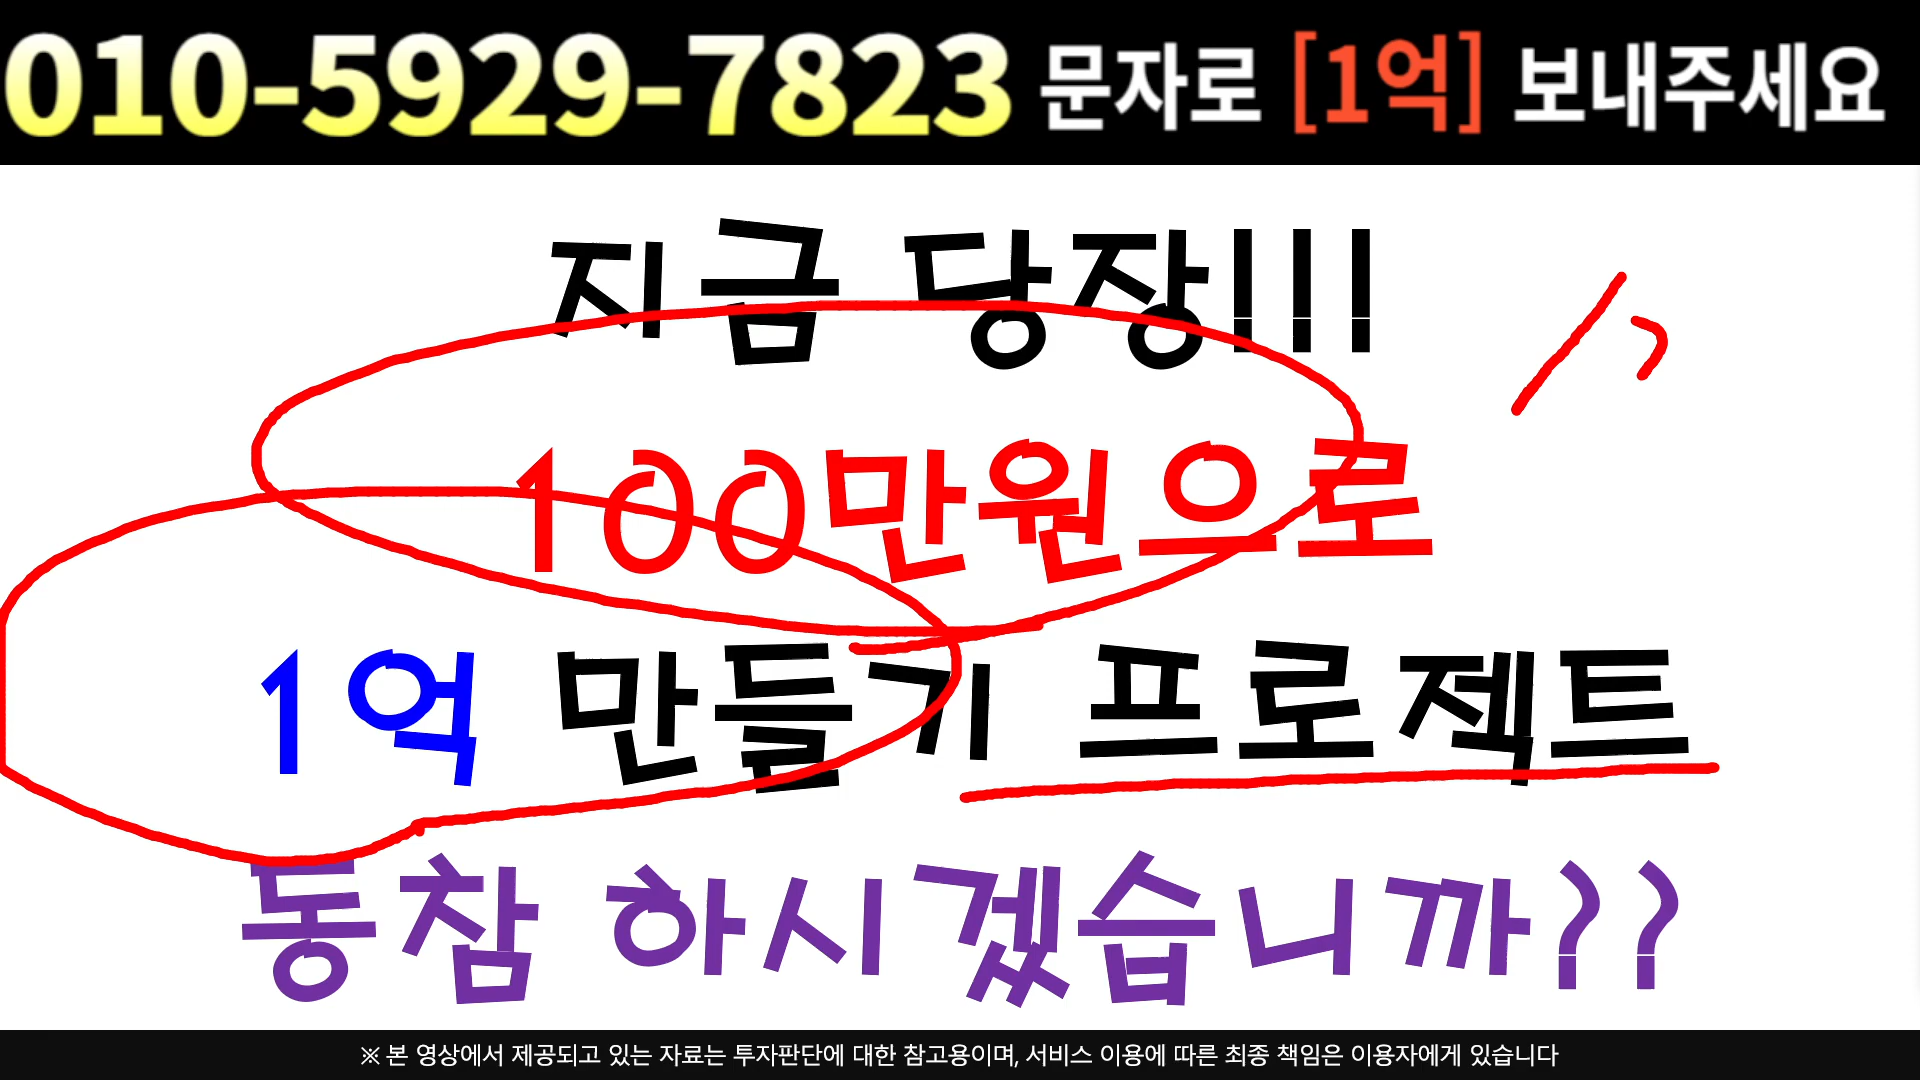 010-5929-7823 문자로 [1억] 보내주세요
지금 당장!!!
100만원으로
1억 만들기 프로젝트
동참 하시겠습니까??
※ 본 영상에서 제공되고 있는 자료는 투자판단에 대한 참고용이며, 서비스 이용에 따른 최종 책임은 이용자에게 있습니다